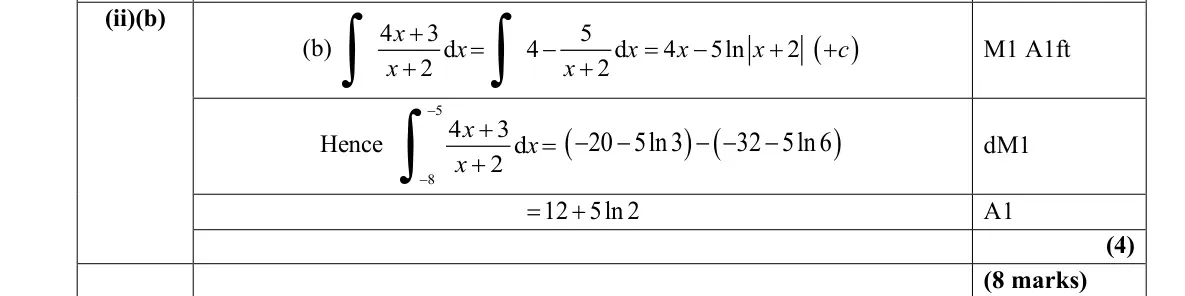 (ii)(b) (b) ∫ (4x+3)/(x+2) dx = ∫ 4 − 5/(x+2) dx = 4x − 5ln|x+2| (+c) M1 A1ft
Hence ∫_{−8}^{−5} (4x+3)/(x+2) dx = (−20 − 5ln3) − (−32 − 5ln6) dM1
= 12 + 5ln2 A1
(4)
(8 marks)